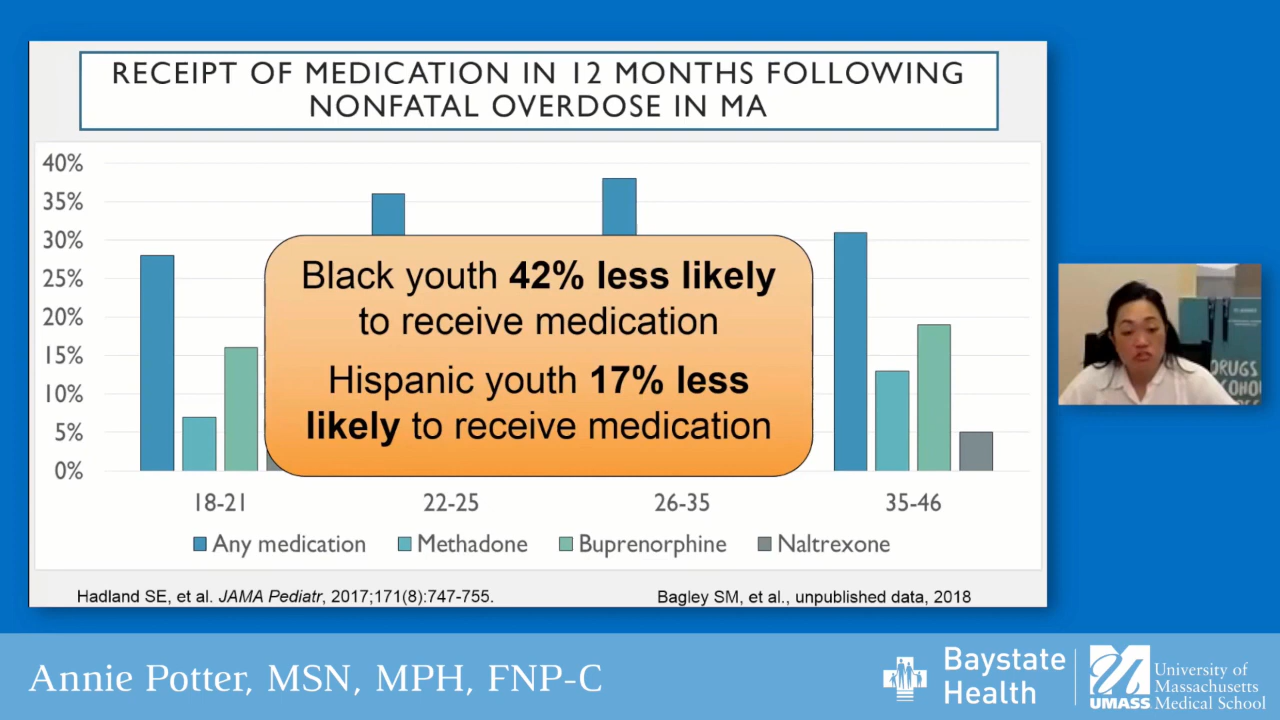 RECEIPT OF MEDICATION IN 12 MONTHS FOLLOWING
NONFATAL OVERDOSE IN MA
40%
35%
30%
25%
20%
15%
10%
5%
0%
Black youth 42% less likely
to receive medication
Hispanic youth 17% less
likely to receive medication
18-21
22-25
26-35
35-46
Any medication
Methadone
Buprenorphine
Naltrexone
Hadland SE, et al. JAMA Pediatr, 2017;171(8):747-755.
Bagley SM, et al., unpublished data, 2018
Annie Potter, MSN, MPH, FNP-C
Baystate
Health
UMASS
University of
Massachusetts
Medical School